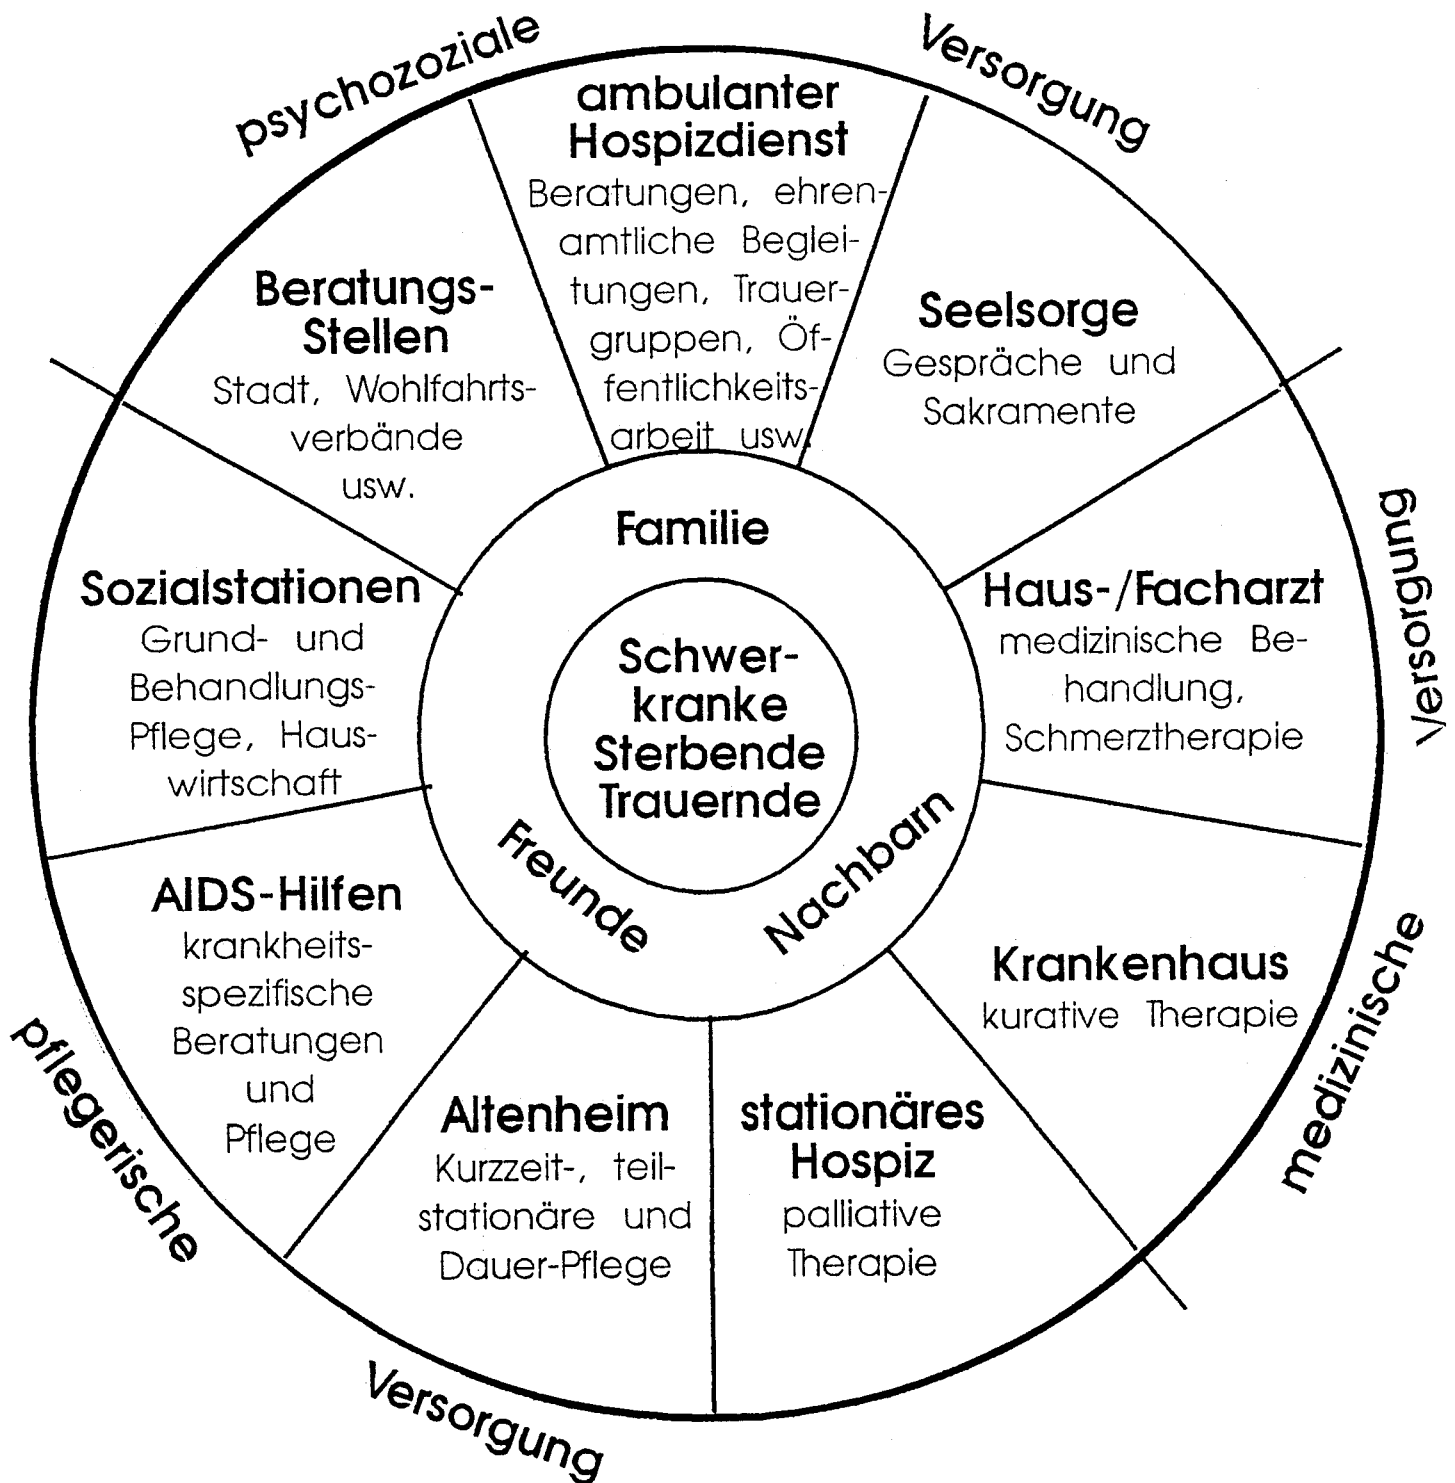 psychozoziale
Versorgung
ambulanter
Hospizdienst
Beratungen, ehren-
amtliche Beglei-
tungen, Trauer-
gruppen, Öf-
fentlichkeits-
arbeit usw.
Beratungs-
Stellen
Stadt, Wohlfahrts-
verbände
usw.
Seelsorge
Gespräche und
Sakramente
Sozialstationen
Grund- und
Behandlungs-
Pflege, Haus-
wirtschaft
Familie
Schwer-
kranke
Sterbende
Trauernde
Freunde
Nachbarn
Haus-/Facharzt
medizinische Be-
handlung,
Schmerztherapie
Versorgung
medizinische
AIDS-Hilfen
krankheits-
spezifische
Beratungen
und
Pflege
Krankenhaus
kurative Therapie
Altenheim
Kurzzeit-, teil-
stationäre und
Dauer-Pflege
stationäres
Hospiz
palliative
Therapie
pflegerische
Versorgung